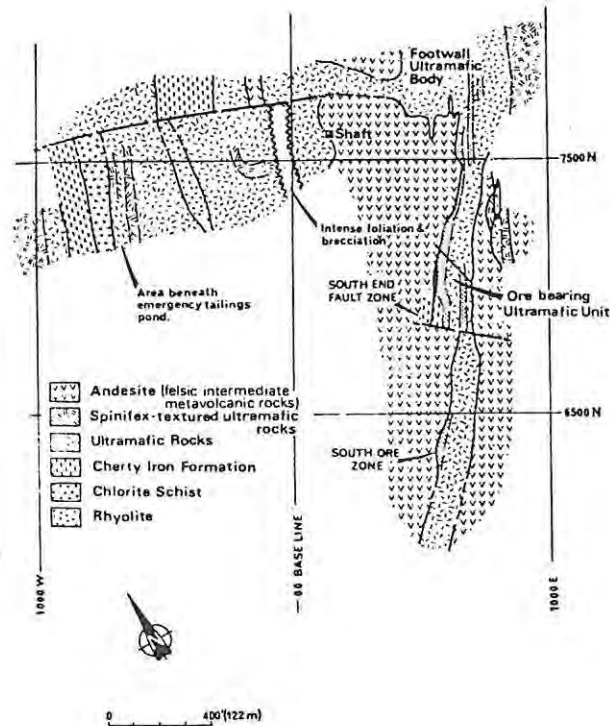 Footwall
Ultramafic
Body
Shaft
7500 N
Intense foliation &
brecciation
Area beneath
emergency tailings
pond.
SOUTH END
FAULT ZONE
Ore bearing
Ultramafic Unit
Andesite (felsic intermediate
metavolcanic rocks)
Spinifex-textured ultramafic
rocks
Ultramafic Rocks
Cherty Iron Formation
Chlorite Schist
Rhyolite
6500 N
SOUTH ORE
ZONE
1000 W
00 BASE LINE
1000 E
N
0 400'(122 m)